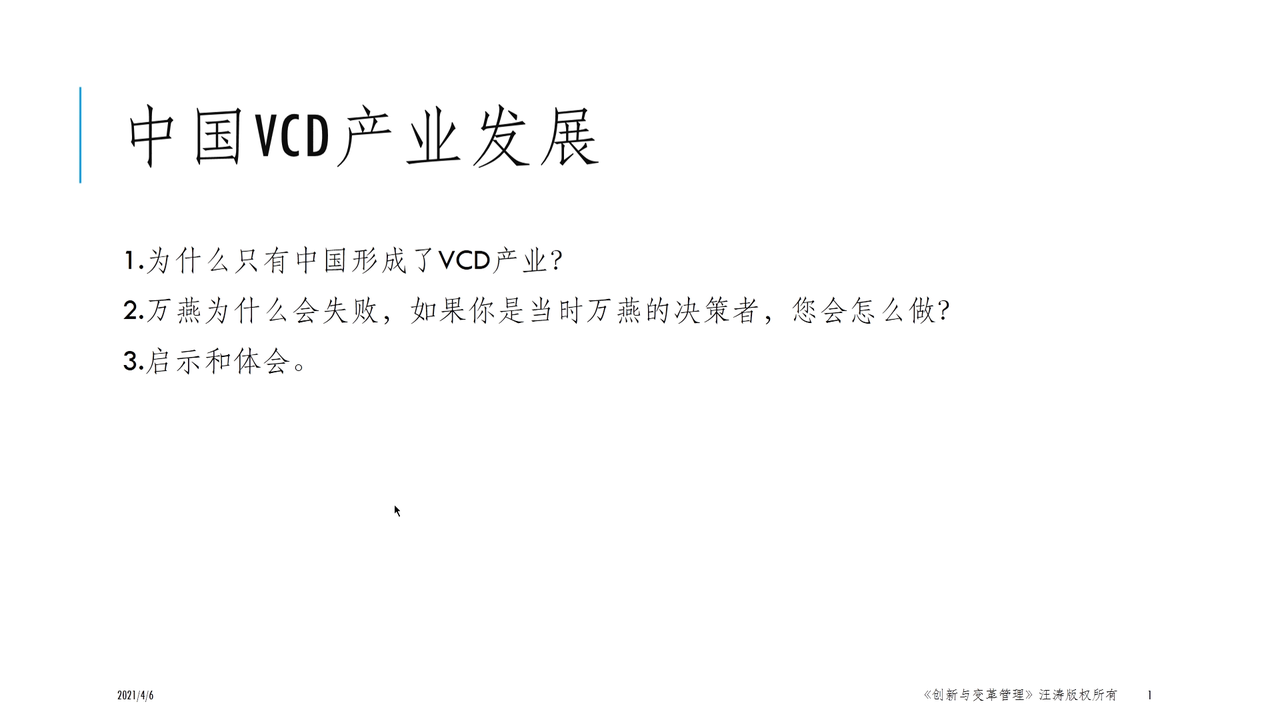 中国VCD产业发展
1.为什么只有中国形成了VCD产业?
2.万燕为什么会失败，如果你是当时万燕的决策者，您会怎么做?
3.启示和体会。
2021/4/6
《创新与变革管理》汪涛版权所有
1